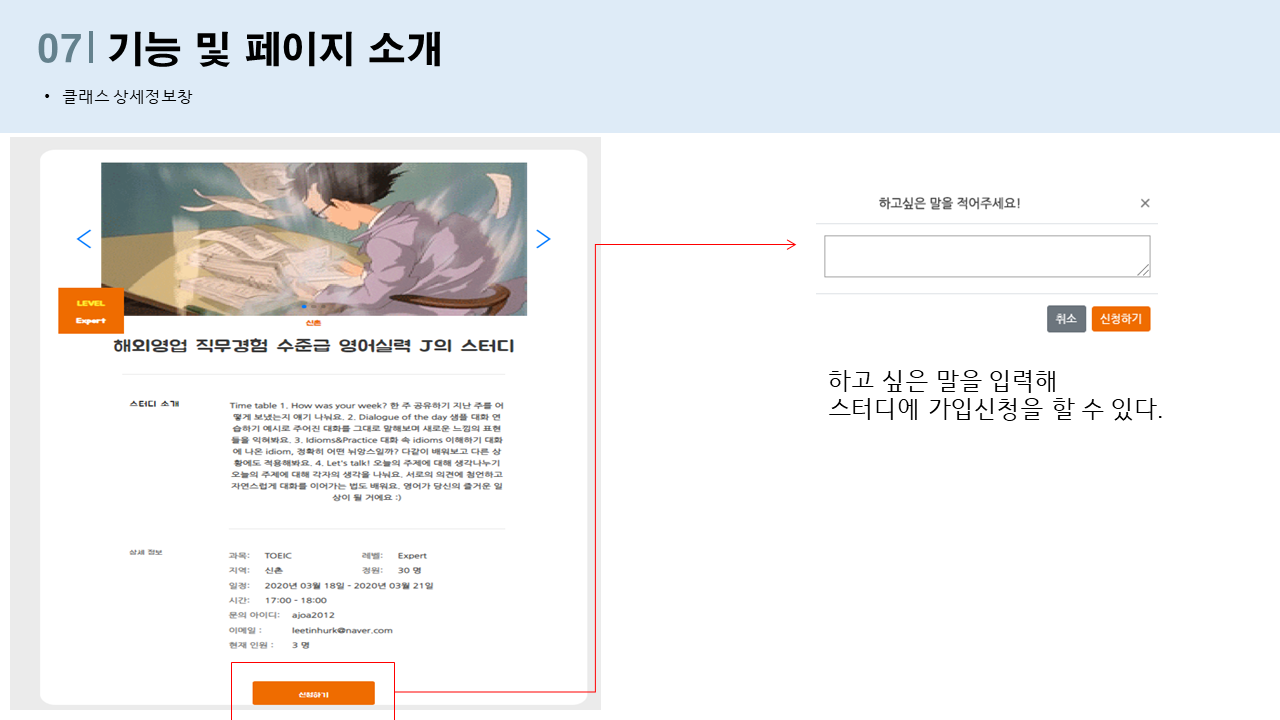 07| 기능 및 페이지 소개
• 클래스 상세정보창
LEVEL
Expert
신촌
해외영업 직무경험 수준급 영어실력 J의 스터디
스터디 소개
Time table 1. How was your week? 한 주 공유하기 지난 주를 어
떻게 보냈는지 얘기 나눠요. 2. Dialogue of the day 샘플 대화 연
습하기 예시로 주어진 대화를 그대로 말해보며 새로운 느낌의 표현
들을 익혀봐요. 3. Idioms&Practice 대화 속 idioms 이해하기 대화
에 나온 idiom, 정확히 어떤 뉘앙스일까? 다같이 배워보고 다른 상
황에도 적용해봐요. 4. Let's talk! 오늘의 주제에 대해 생각나누기
오늘의 주제에 대해 각자의 생각을 나눠요. 서로의 의견에 첨언하고
자연스럽게 대화를 이어가는 법도 배워요. 영어가 당신의 즐거운 일
상이 될 거예요 :)
상세 정보
과목: TOEIC 레벨: Expert
지역: 신촌 정원: 30 명
일정: 2020년 03월 18일 - 2020년 03월 21일
시간: 17:00 - 18:00
문의 아이디: ajoa2012
이메일 : leetinhurk@naver.com
현재 인원 : 3 명
신청하기
하고싶은 말을 적어주세요! ×
취소 신청하기
하고 싶은 말을 입력해
스터디에 가입신청을 할 수 있다.